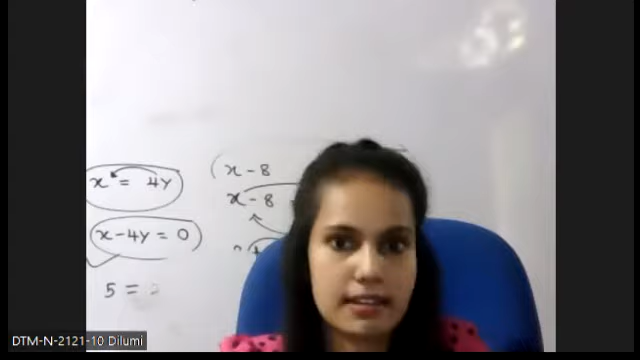 (x - 8
x = 4y
x - 8
x - 4y = 0
5 =
DTM-N-2121-10 Dilumi